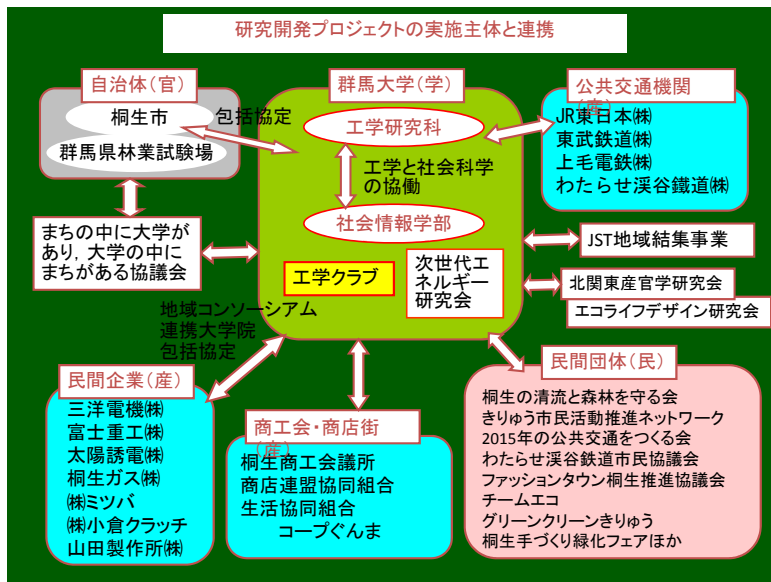 研究開発プロジェクトの実施主体と連携
自治体(官)
桐生市
群馬県林業試験場
包括協定
群馬大学(学)
工学研究科
工学と社会科学
の協働
社会情報学部
工学クラブ
次世代エ
ネルギー
研究会
公共交通機関
(産)
JR東日本㈱
東武鉄道㈱
上毛電鉄㈱
わたらせ渓谷鐵道㈱
まちの中に大学が
あり,大学の中に
まちがある協議会
JST地域結集事業
北関東産官学研究会
エコライフデザイン研究会
地域コンソーシアム
連携大学院
包括協定
民間企業(産)
三洋電機㈱
富士重工㈱
太陽誘電㈱
桐生ガス㈱
㈱ミツバ
㈱小倉クラッチ
山田製作所㈱
商工会・商店街
(産)
桐生商工会議所
商店連盟協同組合
生活協同組合
コープぐんま
民間団体(民)
桐生の清流と森林を守る会
きりゅう市民活動推進ネットワーク
2015年の公共交通をつくる会
わたらせ渓谷鉄道市民協議会
ファッションタウン桐生推進協議会
チームエコ
グリーンクリーンきりゅう
桐生手づくり緑化フェアほか